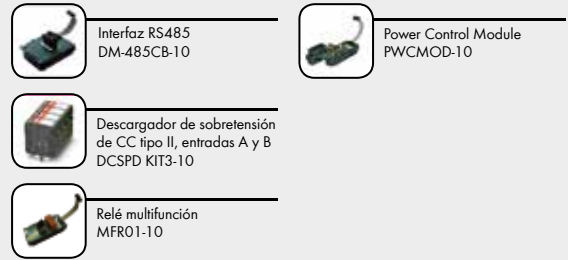 Interfaz RS485
DM-485CB-10
Power Control Module
PWCMOD-10
Descargador de sobretensión
de CC tipo II, entradas A y B
DCSPD KIT3-10
Relé multifunción
MFR01-10